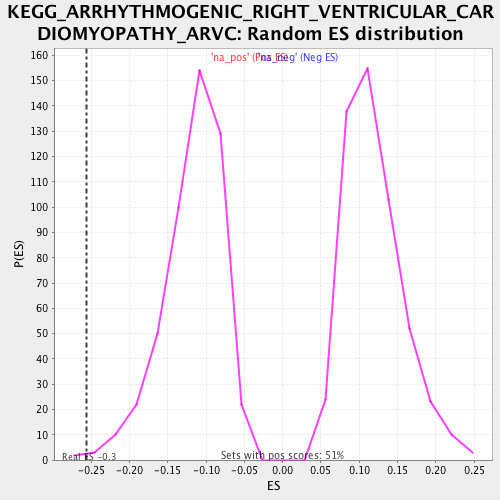 KEGG_ARRHYTHMOGENIC_RIGHT_VENTRICULAR_CAR
DIOMYOPATHY_ARVC: Random ES distribution
'na_pos' (Pos ES) 'na_neg' (Neg ES)
160
150
140
130
120
110
100
90
80
70
60
50
40
30
20
10
0
P(ES)
Real ES -0.3
Sets with pos scores: 51%
-0.25 -0.20 -0.15 -0.10 -0.05 0.00 0.05 0.10 0.15 0.20 0.25
ES